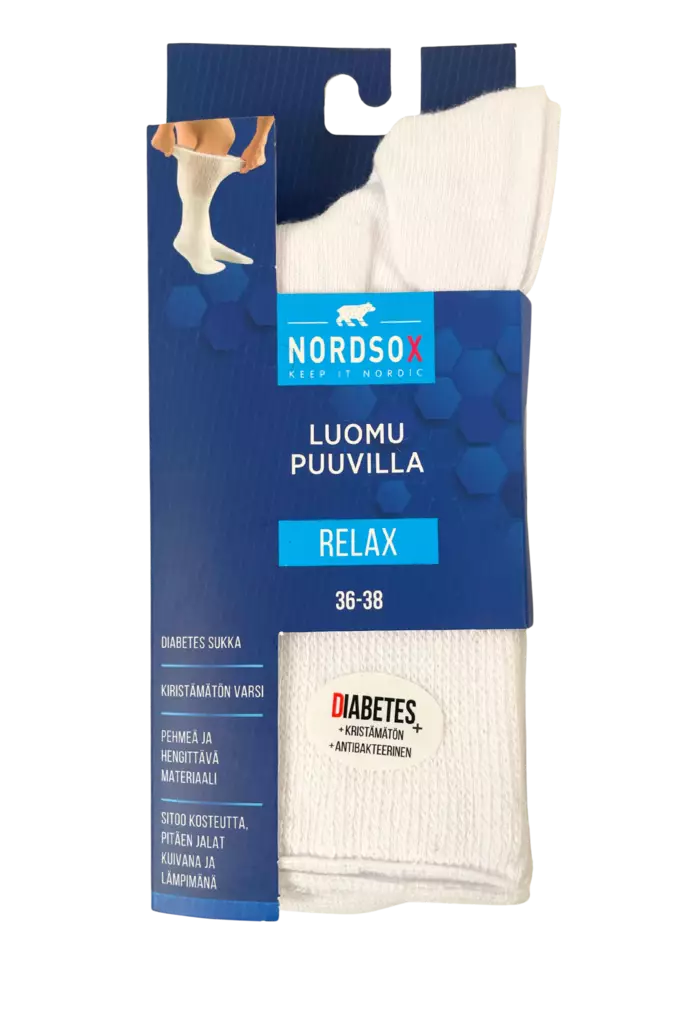 NORDSOX
KEEP IT NORDIC
LUOMU
PUUVILLA
RELAX
36-38
DIABETES SUKKA
KIRISTÄMÄTÖN VARSI
PEHMEÄ JA
HENGITTÄVÄ
MATERIAALI
SITOO KOSTEUTTA,
PITÄEN JALAT
KUIVANA JA
LÄMPIMÄNÄ
DIABETES+
+ KRISTÄMÄTÖN
+ ANTIBAKTEERINEN